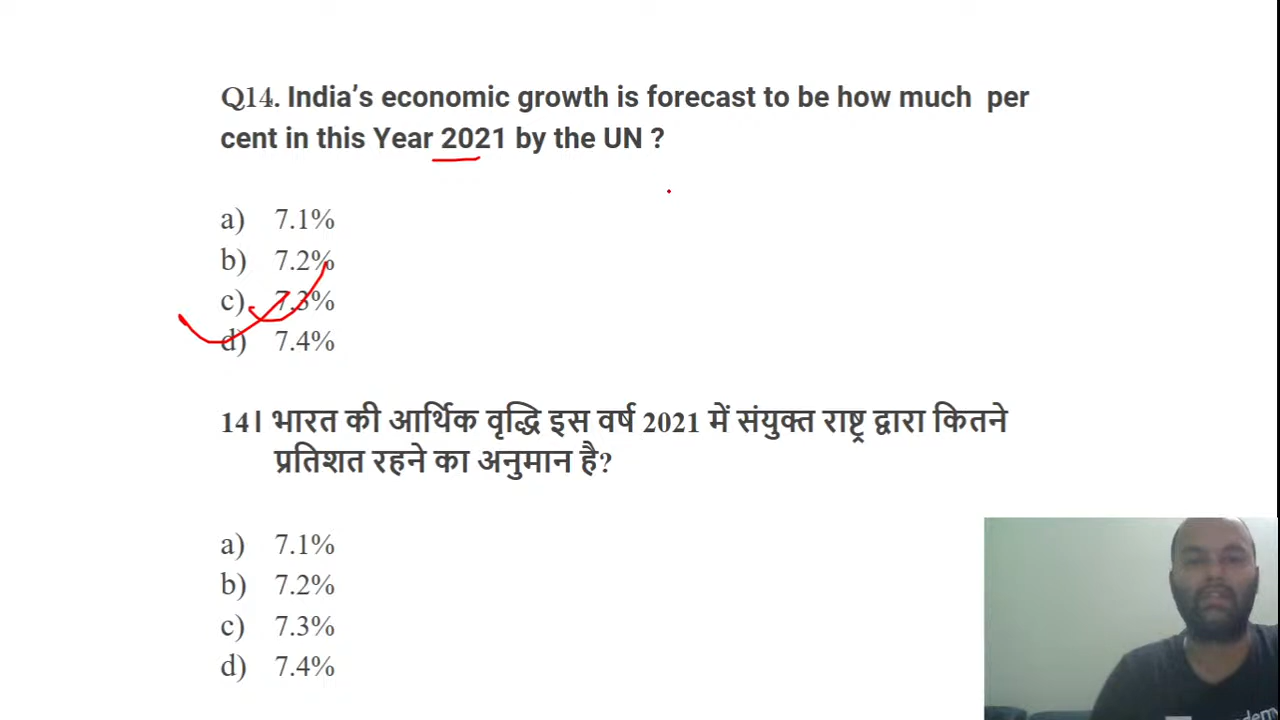 Q14. India’s economic growth is forecast to be how much per
cent in this Year 2021 by the UN ?
a) 7.1%
b) 7.2%
c) 7.3%
d) 7.4%
14। भारत की आर्थिक वृद्धि इस वर्ष 2021 में संयुक्त राष्ट्र द्वारा कितने
प्रतिशत रहने का अनुमान है?
a) 7.1%
b) 7.2%
c) 7.3%
d) 7.4%